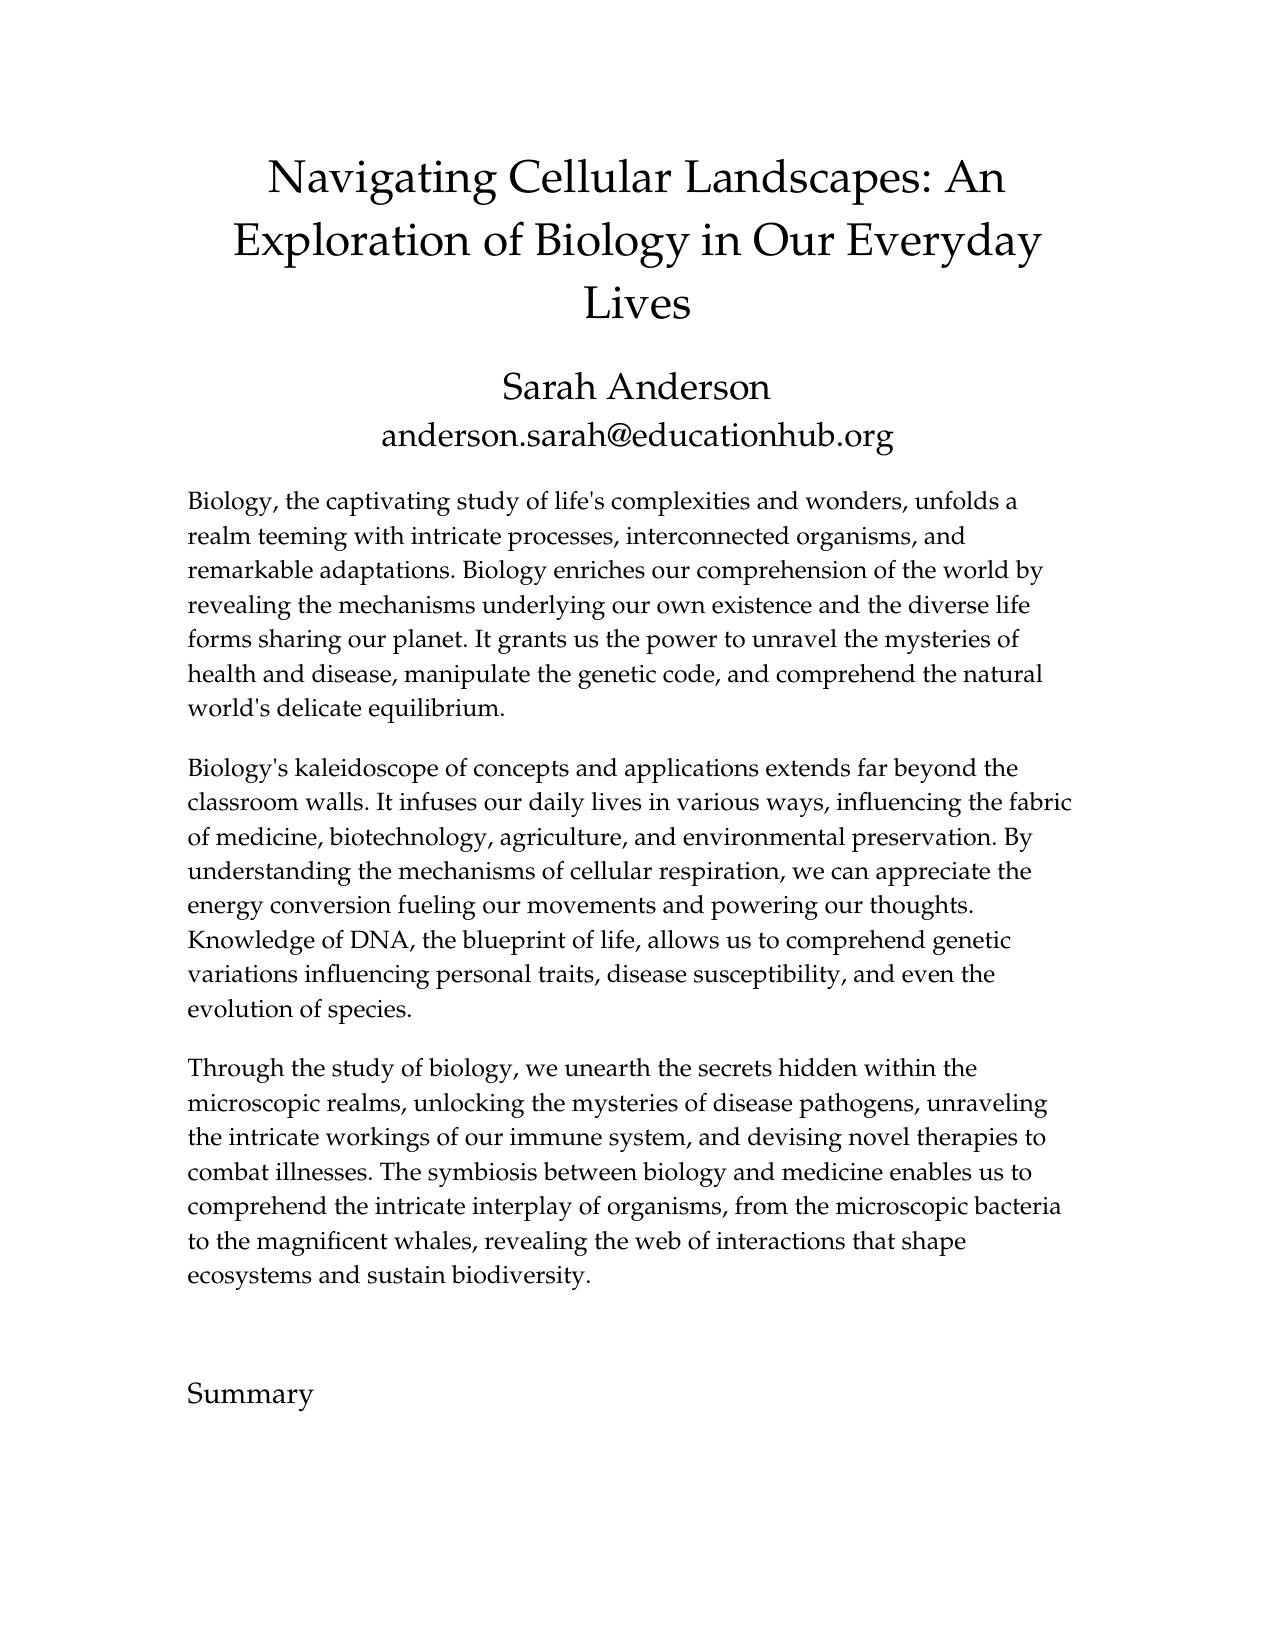 Navigating Cellular Landscapes: An
Exploration of Biology in Our Everyday
Lives
Sarah Anderson
anderson.sarah@educationhub.org
Biology, the captivating study of life's complexities and wonders, unfolds a
realm teeming with intricate processes, interconnected organisms, and
remarkable adaptations. Biology enriches our comprehension of the world by
revealing the mechanisms underlying our own existence and the diverse life
forms sharing our planet. It grants us the power to unravel the mysteries of
health and disease, manipulate the genetic code, and comprehend the natural
world's delicate equilibrium.
Biology's kaleidoscope of concepts and applications extends far beyond the
classroom walls. It infuses our daily lives in various ways, influencing the fabric
of medicine, biotechnology, agriculture, and environmental preservation. By
understanding the mechanisms of cellular respiration, we can appreciate the
energy conversion fueling our movements and powering our thoughts.
Knowledge of DNA, the blueprint of life, allows us to comprehend genetic
variations influencing personal traits, disease susceptibility, and even the
evolution of species.
Through the study of biology, we unearth the secrets hidden within the
microscopic realms, unlocking the mysteries of disease pathogens, unraveling
the intricate workings of our immune system, and devising novel therapies to
combat illnesses. The symbiosis between biology and medicine enables us to
comprehend the intricate interplay of organisms, from the microscopic bacteria
to the magnificent whales, revealing the web of interactions that shape
ecosystems and sustain biodiversity.
Summary